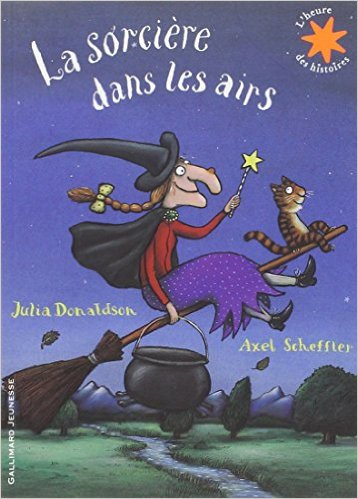 La sorcière
dans les airs
L'heure
des histoires
Julia Donaldson
Axel Scheffler
GALLIMARD JEUNESSE